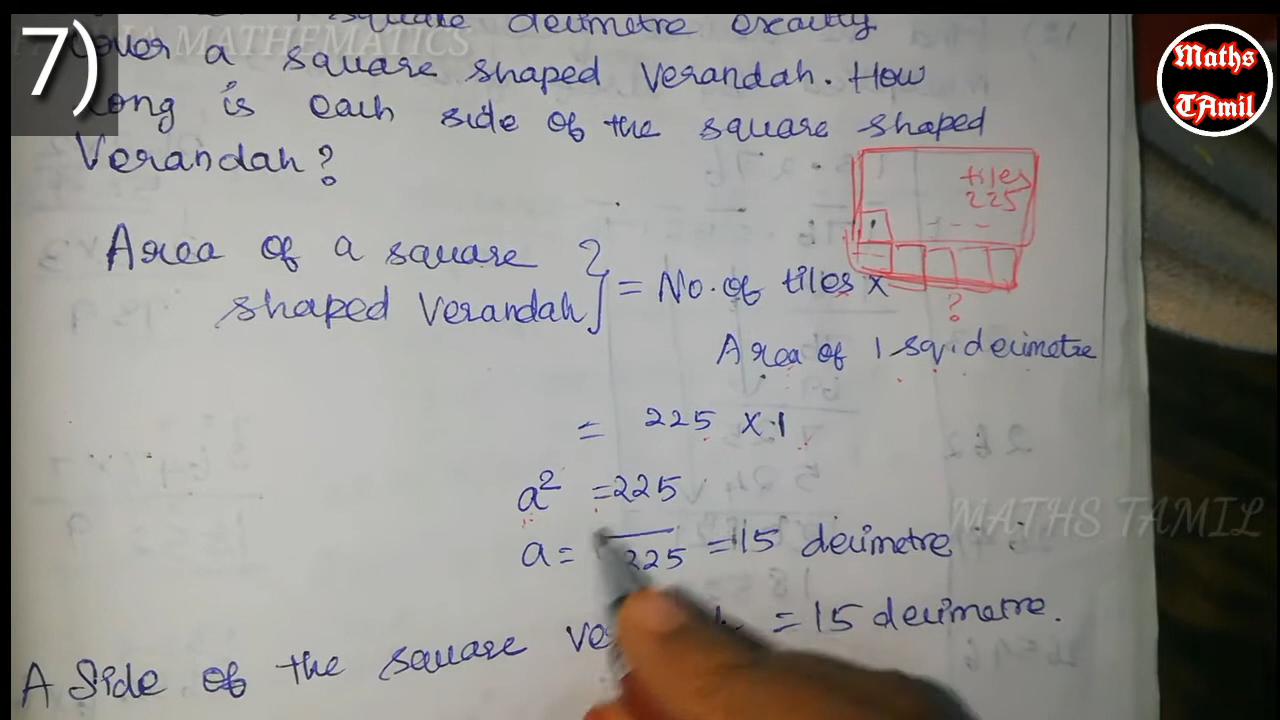 7)
square decimetre exactly
cover a square shaped Verandah. How
long is each side of the square shaped
Verandah?
tiles
225
Area of a square
shaped Verandah} = No. of tiles x
?
Area of 1 sq. decimetre
= 225 x 1
a² = 225
a = √225 = 15 decimetre
A Side of the square = 15 decimetre.
Maths
TAmil
MATHEMATICS
MATHS TAMIL